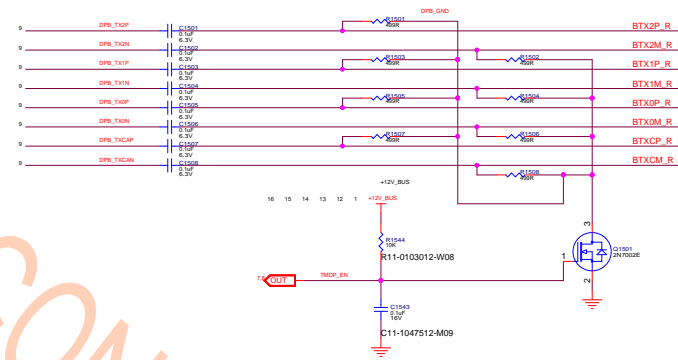 DPB_GND
9 DPB_TX2P C1501 0.1uF 6.3V R1501 499R BTX2P_R
9 DPB_TX2N C1502 0.1uF 6.3V R1502 499R BTX2M_R
9 DPB_TX1P C1503 0.1uF 6.3V R1503 499R BTX1P_R
9 DPB_TX1N C1504 0.1uF 6.3V R1504 499R BTX1M_R
9 DPB_TX0P C1505 0.1uF 6.3V R1505 499R BTX0P_R
9 DPB_TX0N C1506 0.1uF 6.3V R1506 499R BTX0M_R
9 DPB_TXCAP C1507 0.1uF 6.3V R1507 499R BTXCP_R
9 DPB_TXCAN C1508 0.1uF 6.3V R1508 499R BTXCM_R
+12V_BUS
16 15 14 13 12 1 +12V_BUS
R1544
10K
R11-0103012-W08
3
1
2
Q1501
2N7002E
OUT
TMDP_EN
C1543
0.1uF
16V
C11-1047512-M09
CON